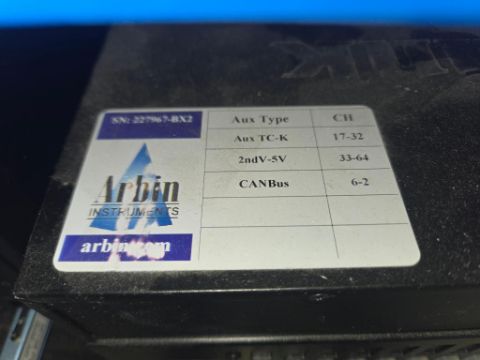 SN: 227967-BX2
Arbin
INSTRUMENTS
arbin.com
Aux Type CH
Aux TC-K 17-32
2ndV-5V 33-64
CANBus 6-2